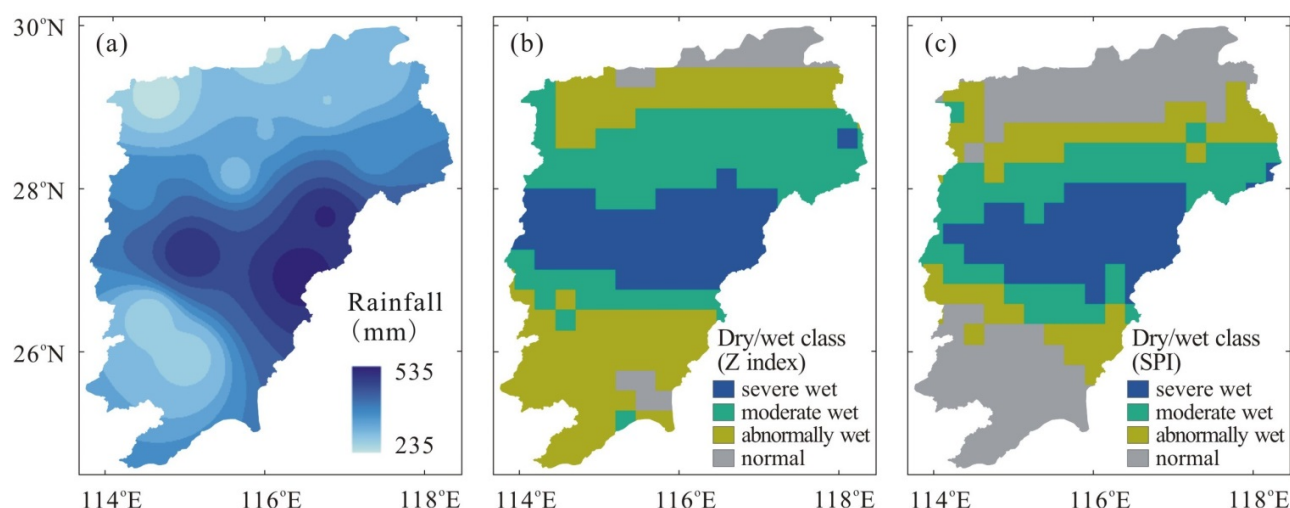 30°N
28°N
26°N
(a)
Rainfall
(mm)
535
235
114°E 116°E 118°E
(b)
Dry/wet class
(Z index)
severe wet
moderate wet
abnormally wet
normal
114°E 116°E 118°E
(c)
Dry/wet class
(SPI)
severe wet
moderate wet
abnormally wet
normal
114°E 116°E 118°E